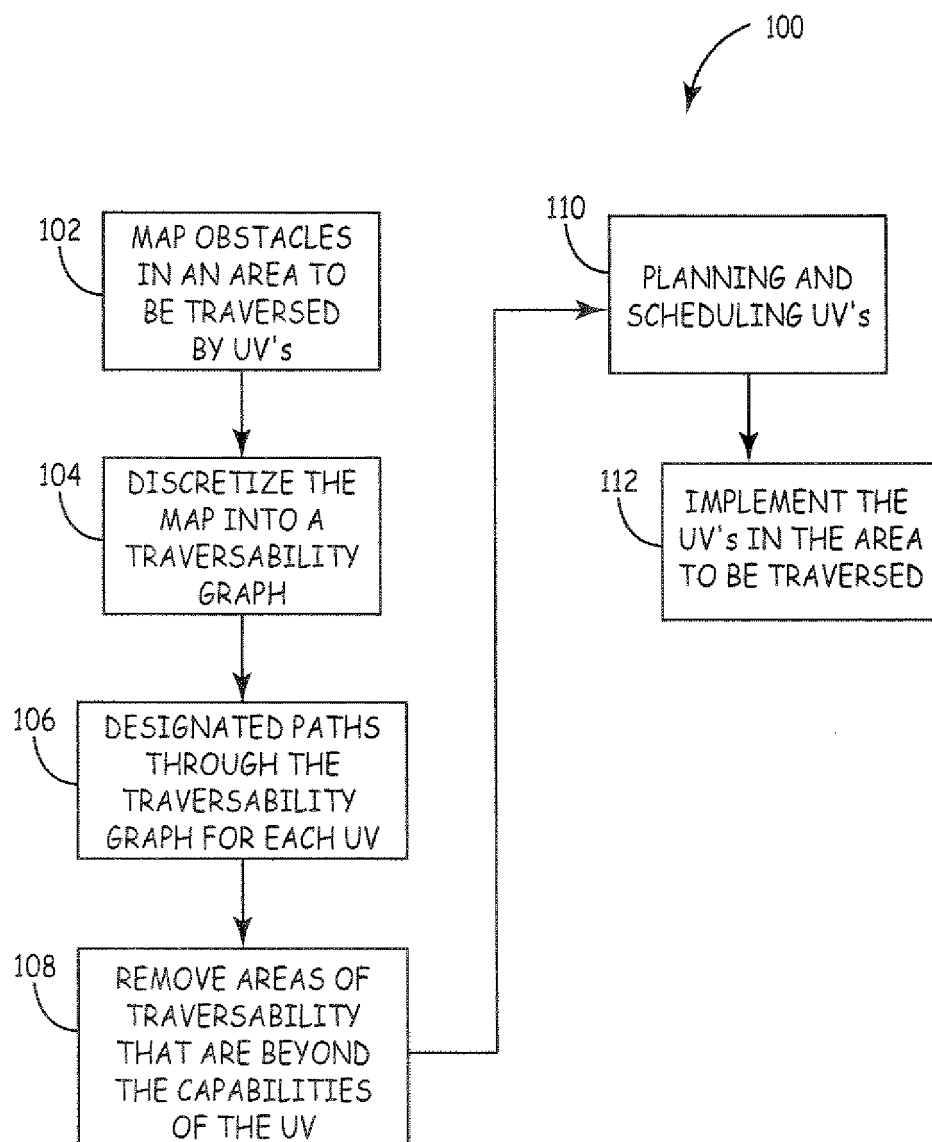 100
102
MAP OBSTACLES
IN AN AREA TO
BE TRAVERSED
BY UV's
104
DISCRETIZE THE
MAP INTO A
TRAVERSABILITY
GRAPH
106
DESIGNATED PATHS
THROUGH THE
TRAVERSABILITY
GRAPH FOR EACH UV
108
REMOVE AREAS OF
TRAVERSABILITY
THAT ARE BEYOND
THE CAPABILITIES
OF THE UV
110
PLANNING AND
SCHEDULING UV's
112
IMPLEMENT THE
UV's IN THE AREA
TO BE TRAVERSED